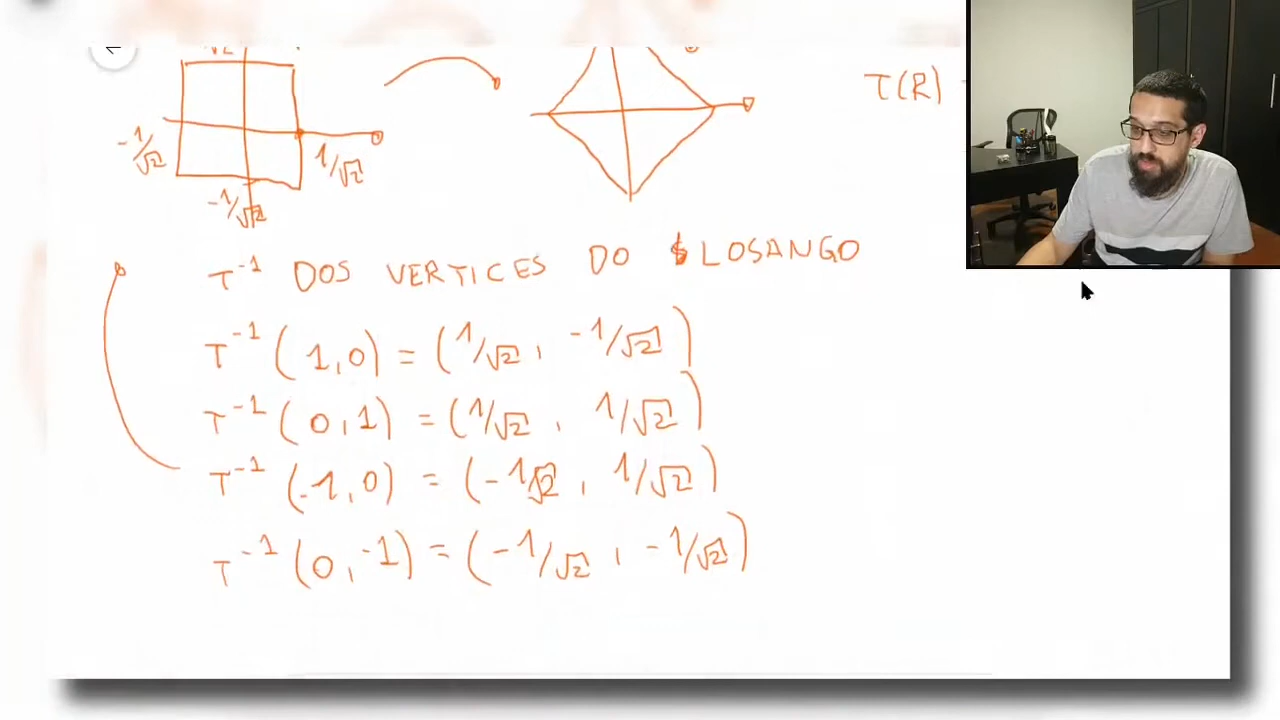 √2
-1/√2
1/√2
-1/√2
T(R)
T⁻¹ DOS VERTICES DO LOSANGO
T⁻¹ (1,0) = (1/√2, -1/√2)
T⁻¹ (0,1) = (1/√2, 1/√2)
T⁻¹ (-1,0) = (-1/√2, 1/√2)
T⁻¹ (0,-1) = (-1/√2, -1/√2)